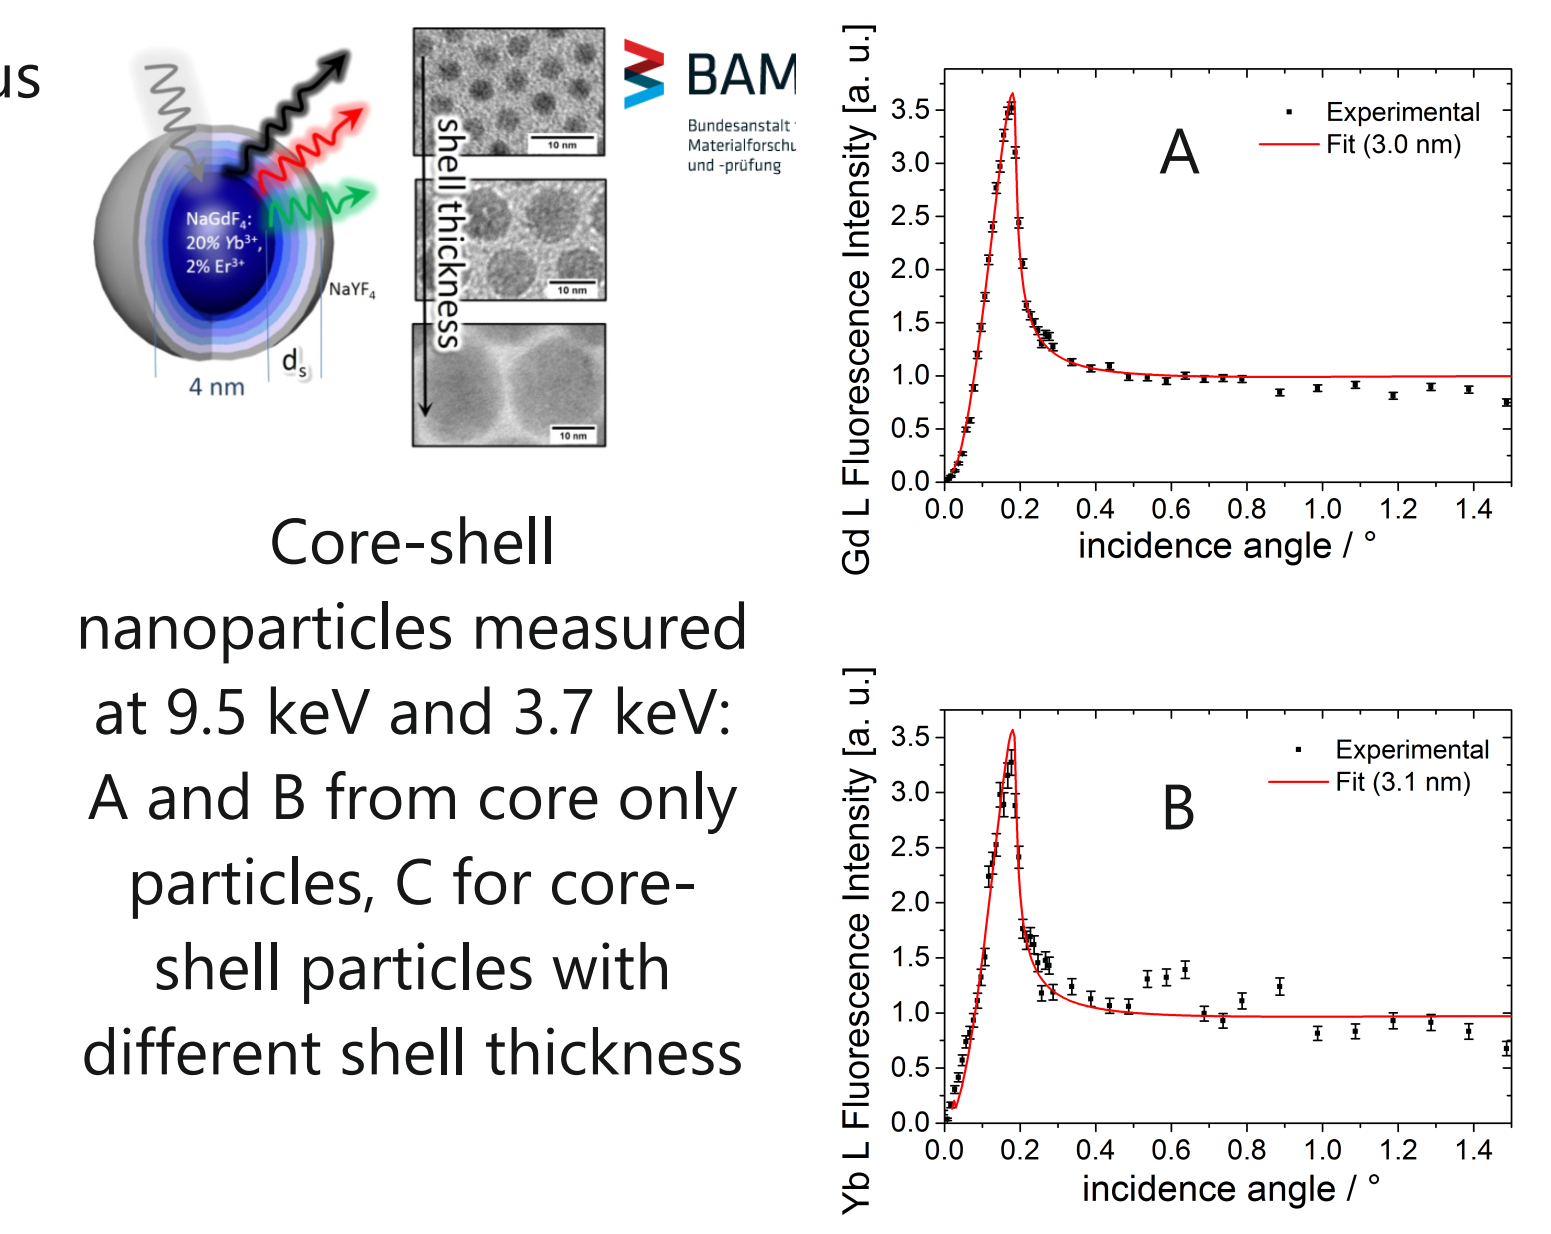 us
NaGdF₄:
20% Yb³⁺,
2% Er³⁺
NaYF₄
4 nm
dₛ
shell thickness
10 nm
10 nm
10 nm
BAM
Bundesanstalt
Materialforschu
und -prüfung
Core-shell
nanoparticles measured
at 9.5 keV and 3.7 keV:
A and B from core only
particles, C for core-
shell particles with
different shell thickness
Gd L Fluorescence Intensity [a. u.]
3.5
3.0
2.5
2.0
1.5
1.0
0.5
0.0
A
Experimental
Fit (3.0 nm)
0.0 0.2 0.4 0.6 0.8 1.0 1.2 1.4
incidence angle / °
Yb L Fluorescence Intensity [a. u.]
3.5
3.0
2.5
2.0
1.5
1.0
0.5
0.0
B
Experimental
Fit (3.1 nm)
0.0 0.2 0.4 0.6 0.8 1.0 1.2 1.4
incidence angle / °